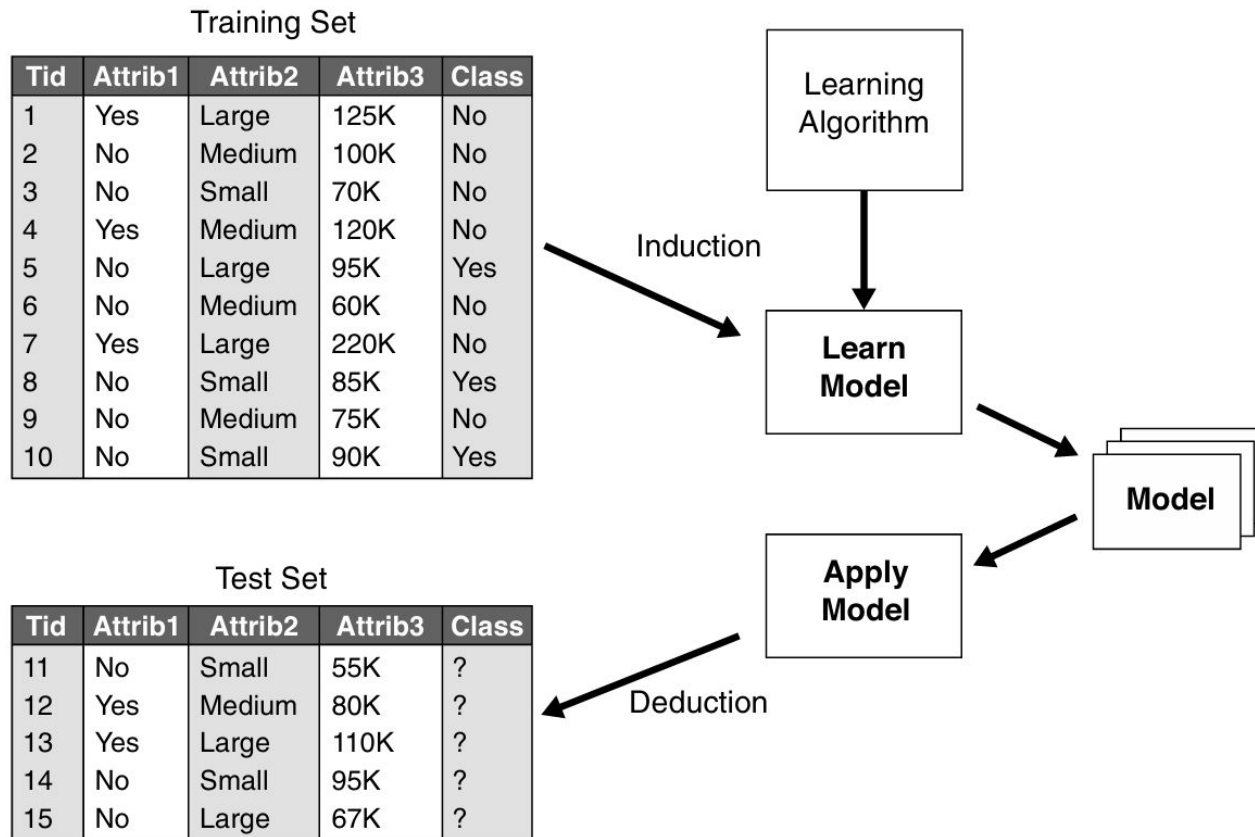 Training Set
Tid Attrib1 Attrib2 Attrib3 Class
1 Yes Large 125K No
2 No Medium 100K No
3 No Small 70K No
4 Yes Medium 120K No
5 No Large 95K Yes
6 No Medium 60K No
7 Yes Large 220K No
8 No Small 85K Yes
9 No Medium 75K No
10 No Small 90K Yes
Learning
Algorithm
Induction
Learn
Model
Model
Apply
Model
Deduction
Test Set
Tid Attrib1 Attrib2 Attrib3 Class
11 No Small 55K ?
12 Yes Medium 80K ?
13 Yes Large 110K ?
14 No Small 95K ?
15 No Large 67K ?